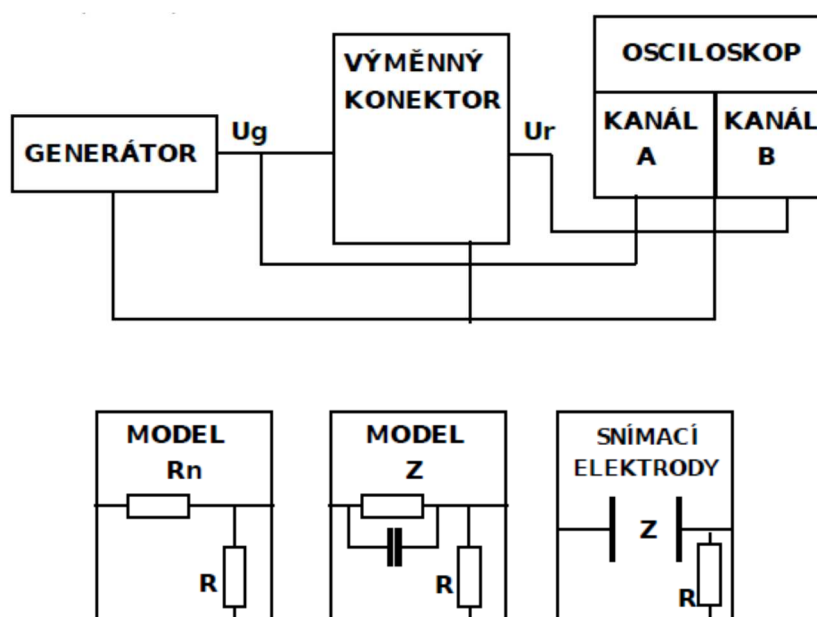 OSCILOSKOP
VÝMĚNNÝ
KONEKTOR
KANÁL
A
KANÁL
B
GENERÁTOR
Ug
Ur
MODEL
Rn
R
MODEL
Z
R
SNÍMACÍ
ELEKTRODY
Z
R